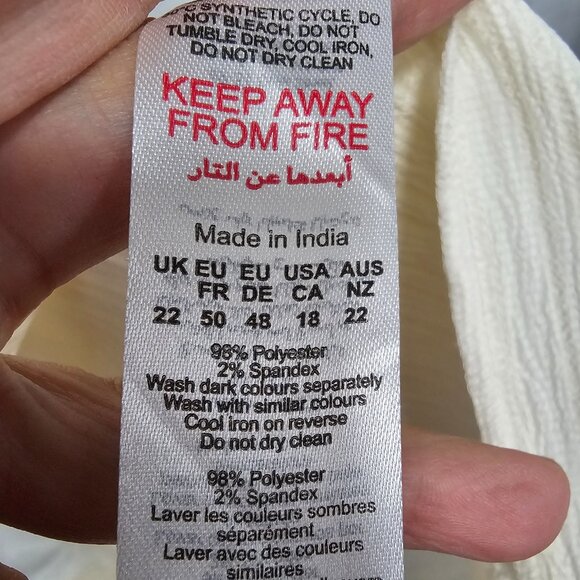 °C SYNTHETIC CYCLE, DO
NOT BLEACH, DO NOT
TUMBLE DRY, COOL IRON,
DO NOT DRY CLEAN
KEEP AWAY
FROM FIRE
أبعدها عن التار
Made in India
UK EU EU USA AUS
FR DE CA NZ
22 50 48 18 22
98% Polyester
2% Spandex
Wash dark colours separately
Wash with similar colours
Cool iron on reverse
Do not dry clean
98% Polyester
2% Spandex
Laver les couleurs sombres
séparément
Laver avec des couleurs
similaires